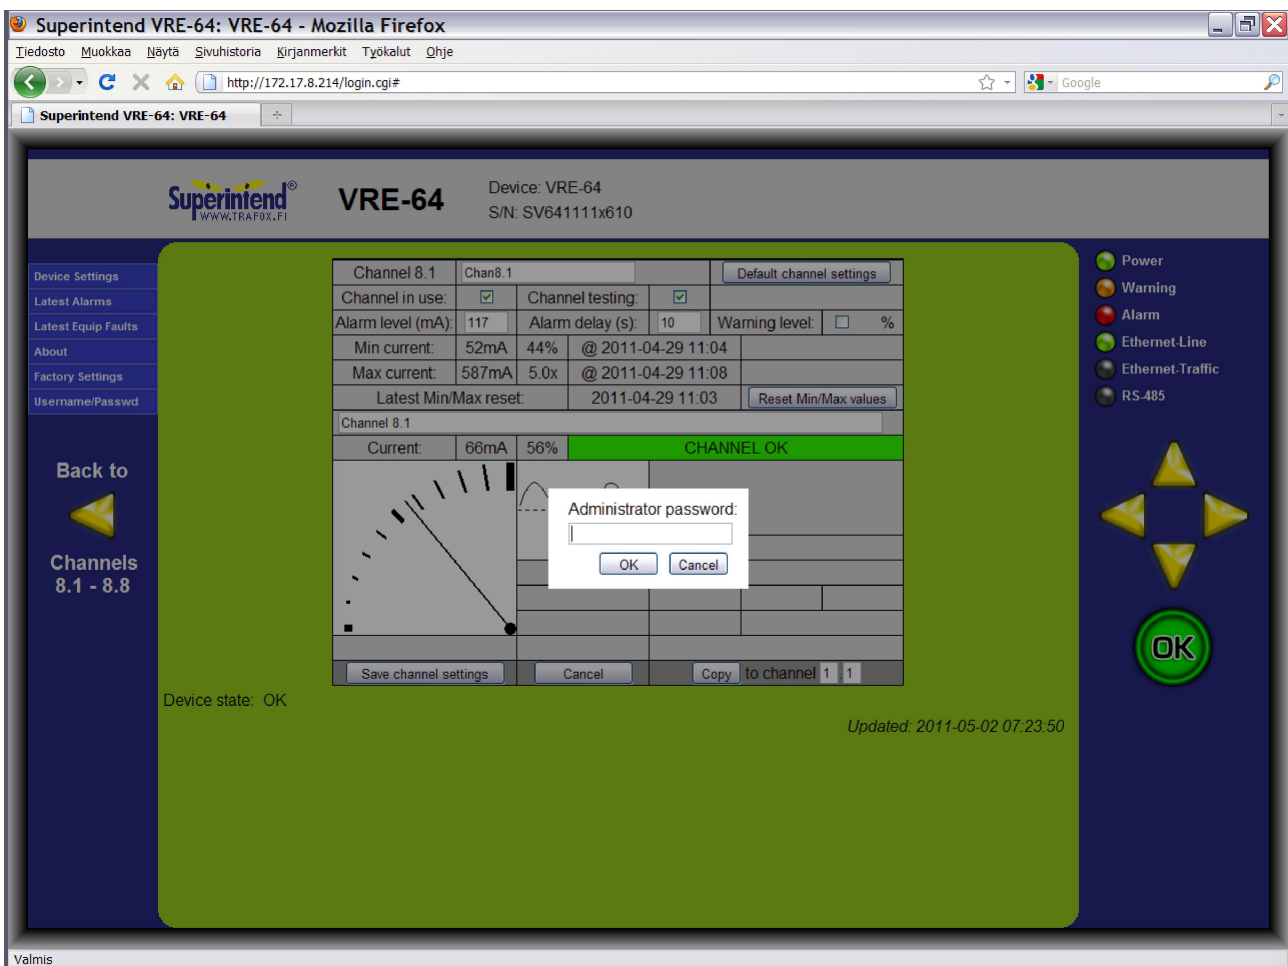 Superintend VRE-64: VRE-64 - Mozilla Firefox
Tiedosto Muokkaa Näytä Sivuhistoria Kirjanmerkit Työkalut Ohje
http://172.17.8.214/login.cgi#
Google
Superintend VRE-64: VRE-64
Superintend®
WWW.TRAFOX.FI
VRE-64
Device: VRE-64
S/N: SV641111x610
Device Settings
Latest Alarms
Latest Equip Faults
About
Factory Settings
Username/Passwd
Back to
Channels
8.1 - 8.8
Channel 8.1 Chan8.1 Default channel settings
Channel in use: Channel testing:
Alarm level (mA): 117 Alarm delay (s): 10 Warning level: %
Min current: 52mA 44% @ 2011-04-29 11:04
Max current: 587mA 5.0x @ 2011-04-29 11:08
Latest Min/Max reset: 2011-04-29 11:03 Reset Min/Max values
Channel 8.1
Current: 66mA 56% CHANNEL OK
Administrator password:
OK Cancel
Save channel settings Cancel Copy to channel 1 . 1
Device state: OK
Updated: 2011-05-02 07:23:50
Power
Warning
Alarm
Ethernet-Line
Ethernet-Traffic
RS-485
OK
Valmis